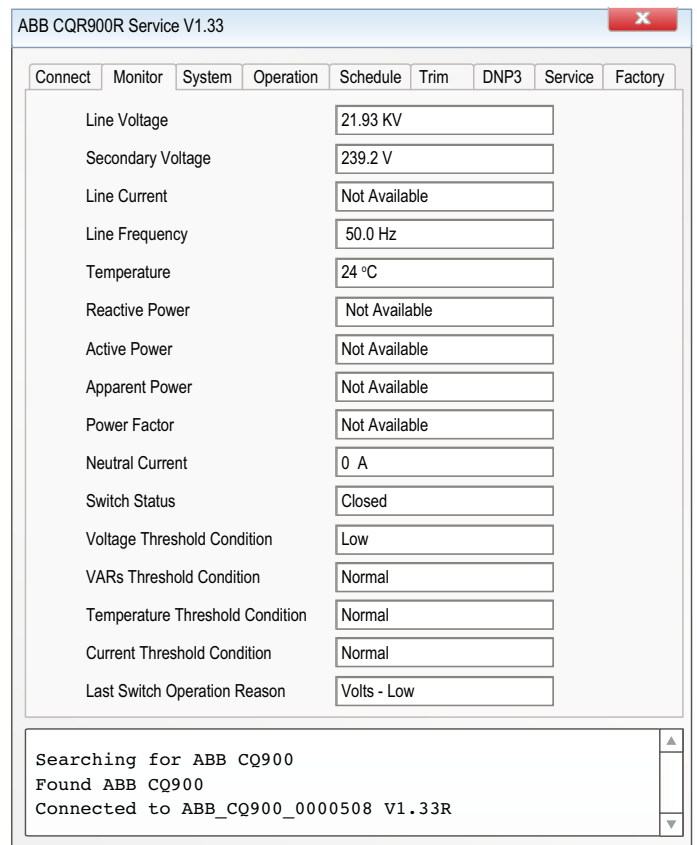 ABB CQR900R Service V1.33
X
Connect Monitor System Operation Schedule Trim DNP3 Service Factory
Line Voltage 21.93 KV
Secondary Voltage 239.2 V
Line Current Not Available
Line Frequency 50.0 Hz
Temperature 24 ºC
Reactive Power Not Available
Active Power Not Available
Apparent Power Not Available
Power Factor Not Available
Neutral Current 0 A
Switch Status Closed
Voltage Threshold Condition Low
VARs Threshold Condition Normal
Temperature Threshold Condition Normal
Current Threshold Condition Normal
Last Switch Operation Reason Volts - Low
Searching for ABB CQ900
Found ABB CQ900
Connected to ABB_CQ900_0000508 V1.33R